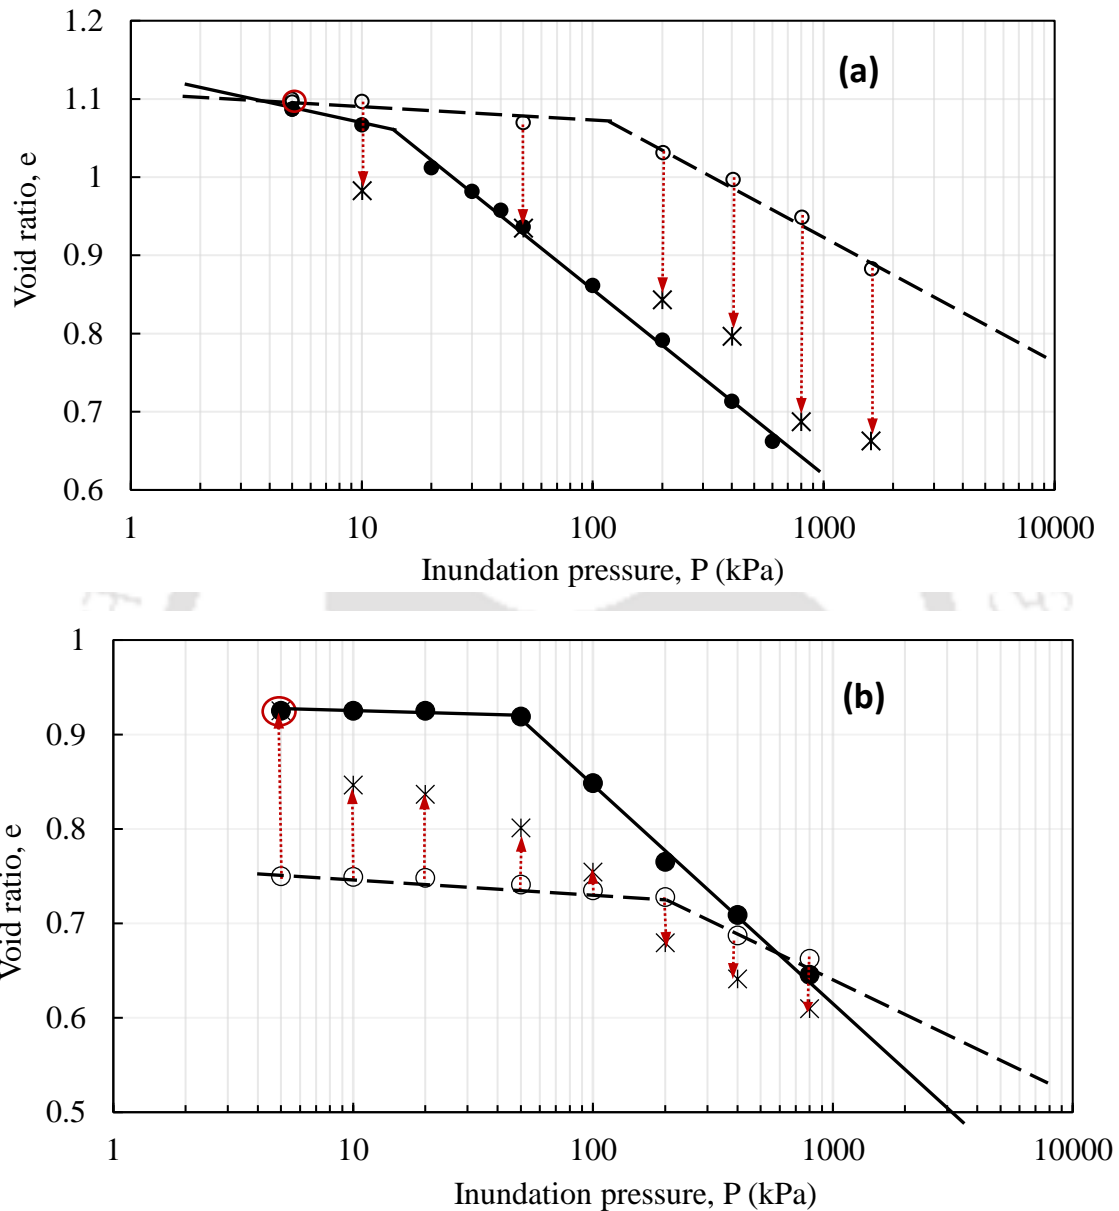 1.2
(a)
1.1
1
0.9
0.8
0.7
0.6
Void ratio, e
1 10 100 1000 10000
Inundation pressure, P (kPa)
1
(b)
0.9
0.8
0.7
0.6
0.5
Void ratio, e
1 10 100 1000 10000
Inundation pressure, P (kPa)